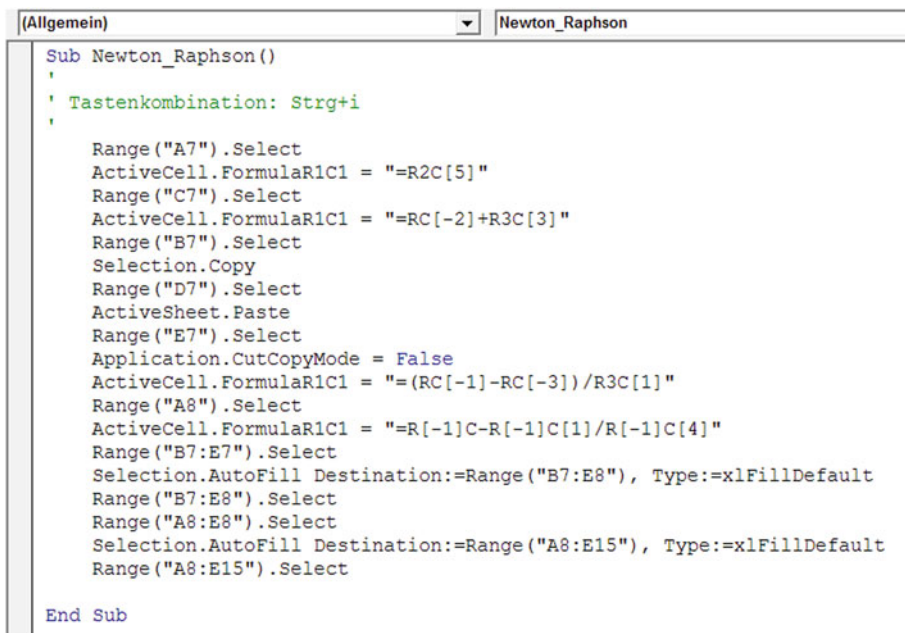 (Allgemein) Newton_Raphson
Sub Newton_Raphson()
'
' Tastenkombination: Strg+i
'
Range("A7").Select
ActiveCell.FormulaR1C1 = "=R2C[5]"
Range("C7").Select
ActiveCell.FormulaR1C1 = "=RC[-2]+R3C[3]"
Range("B7").Select
Selection.Copy
Range("D7").Select
ActiveSheet.Paste
Range("E7").Select
Application.CutCopyMode = False
ActiveCell.FormulaR1C1 = "=(RC[-1]-RC[-3])/R3C[1]"
Range("A8").Select
ActiveCell.FormulaR1C1 = "=R[-1]C-R[-1]C[1]/R[-1]C[4]"
Range("B7:E7").Select
Selection.AutoFill Destination:=Range("B7:E8"), Type:=xlFillDefault
Range("B7:E8").Select
Range("A8:E8").Select
Selection.AutoFill Destination:=Range("A8:E15"), Type:=xlFillDefault
Range("A8:E15").Select
End Sub